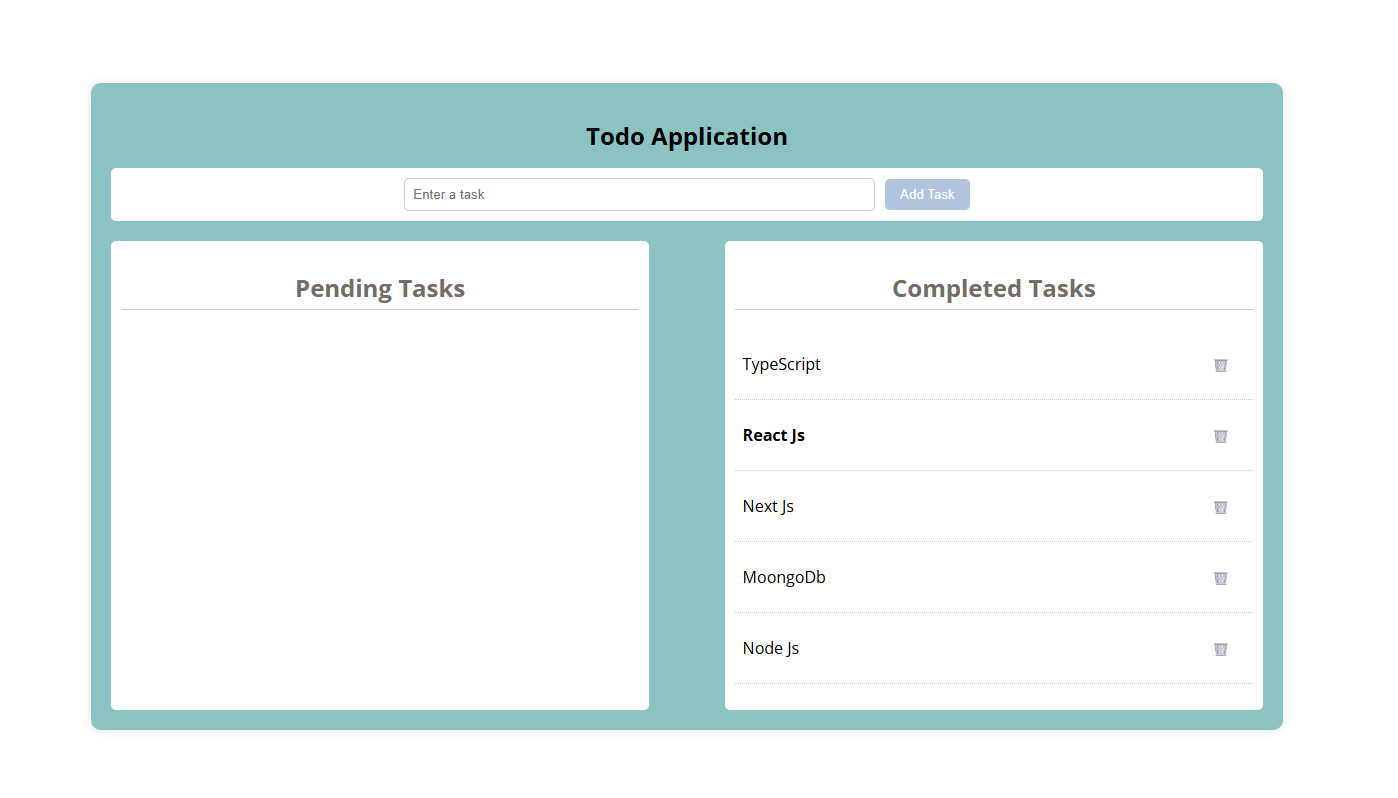 Todo Application
Enter a task
Add Task
Pending Tasks
Completed Tasks
TypeScript
React Js
Next Js
MoongoDb
Node Js